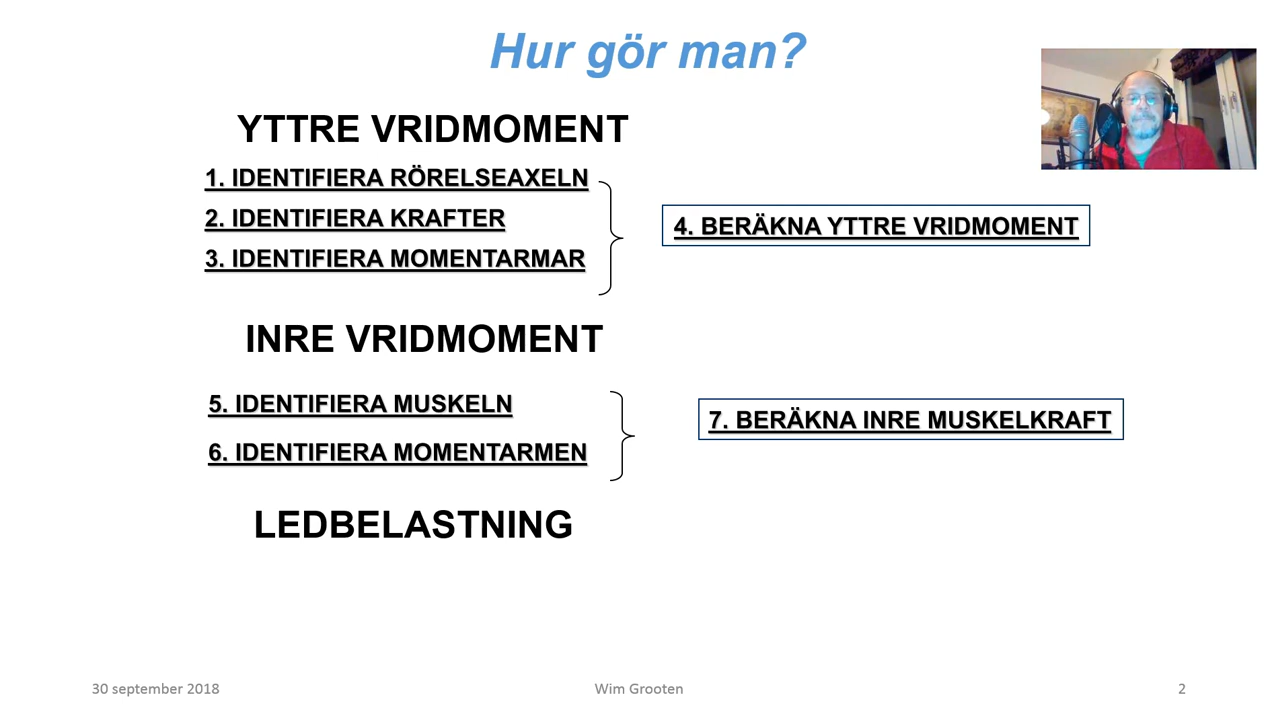 Hur gör man?
YTTRE VRIDMOMENT
1. IDENTIFIERA RÖRELSEAXELN
2. IDENTIFIERA KRAFTER
3. IDENTIFIERA MOMENTARMAR
4. BERÄKNA YTTRE VRIDMOMENT
INRE VRIDMOMENT
5. IDENTIFIERA MUSKELN
6. IDENTIFIERA MOMENTARMEN
7. BERÄKNA INRE MUSKELKRAFT
LEDBELASTNING
30 september 2018
Wim Grooten
2